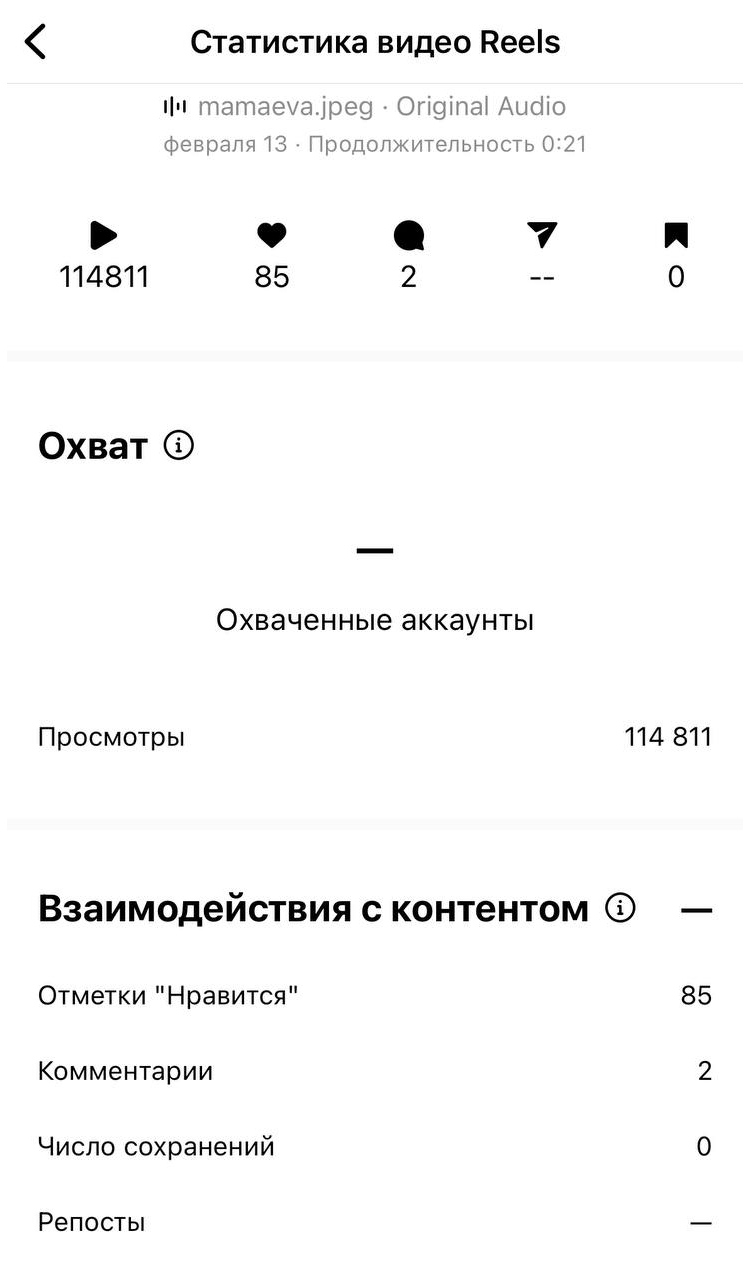 Статистика видео Reels
mamaeva.jpeg · Original Audio
февраля 13 · Продолжительность 0:21
114811 85 2 -- 0
Охват
—
Охваченные аккаунты
Просмотры 114 811
Взаимодействия с контентом —
Отметки "Нравится" 85
Комментарии 2
Число сохранений 0
Репосты —